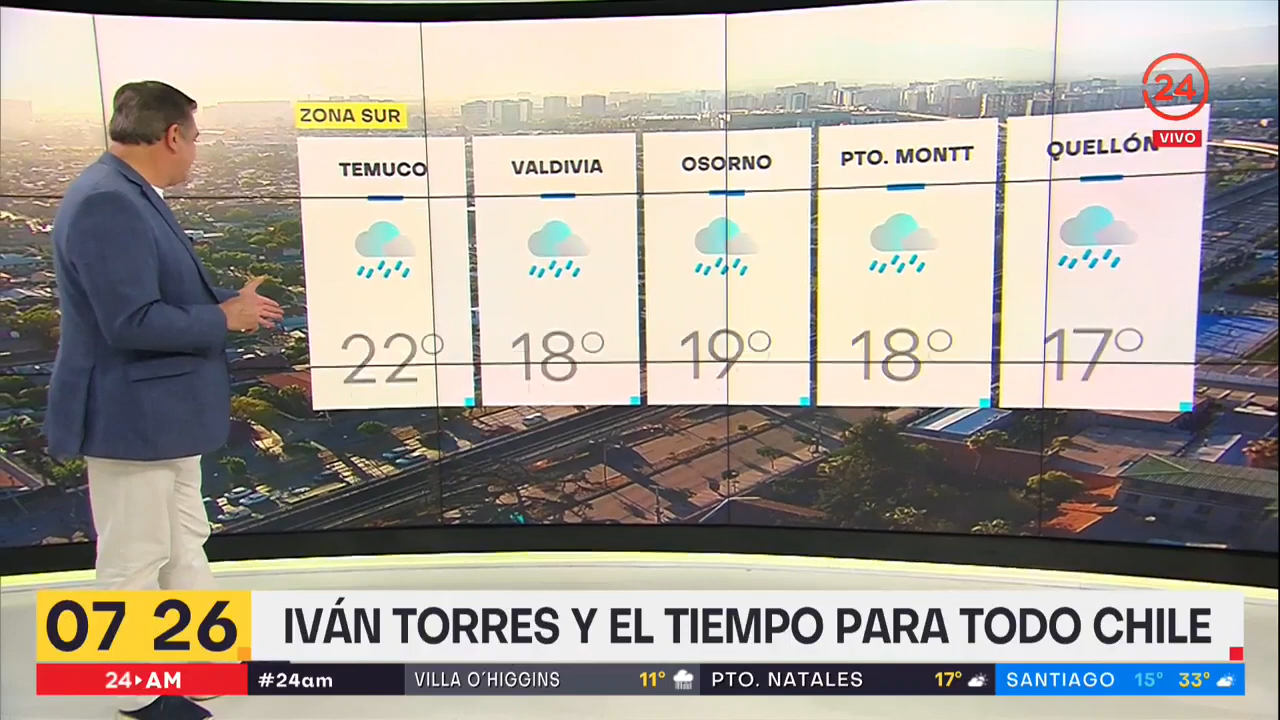 24
VIVO
ZONA SUR
TEMUCO
22°
VALDIVIA
18°
OSORNO
19°
PTO. MONTT
18°
QUELLÓN
17°
07 26
IVÁN TORRES Y EL TIEMPO PARA TODO CHILE
24 AM
#24am
VILLA O´HIGGINS 11°
PTO. NATALES 17°
SANTIAGO 15° 33°